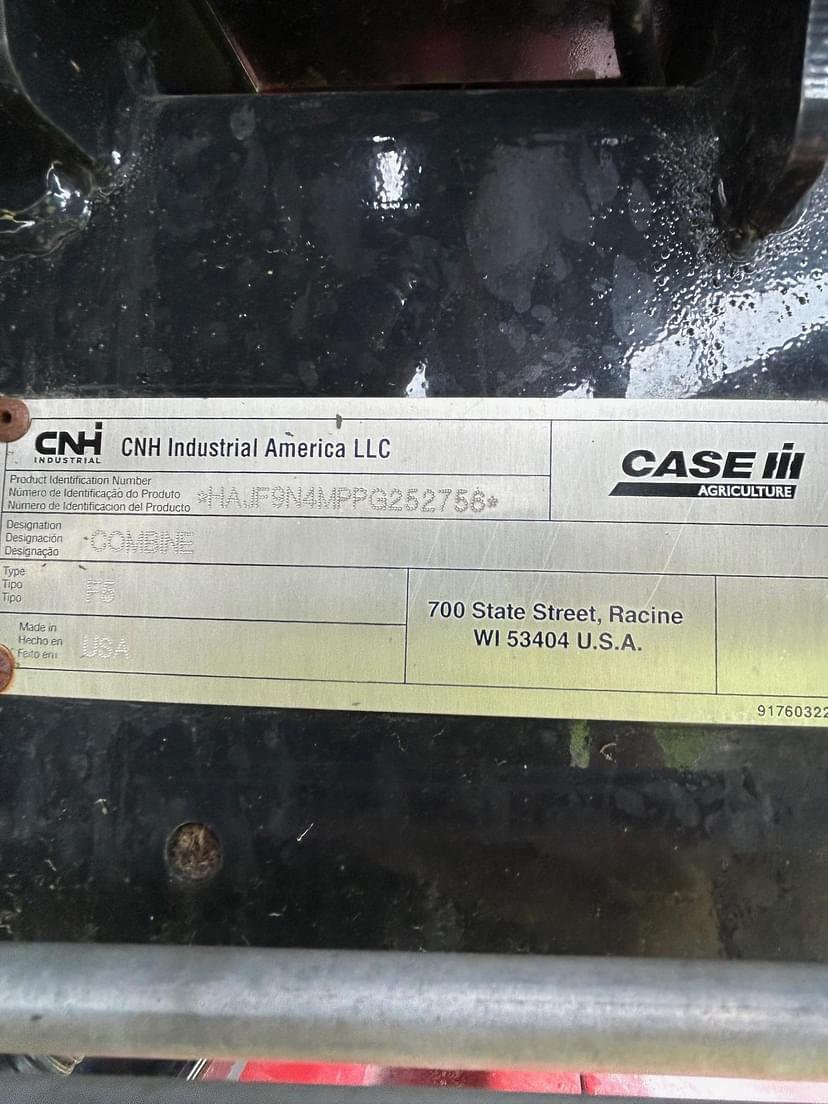 CNH INDUSTRIAL CNH Industrial America LLC
CASE IH
AGRICULTURE
Product Identification Number
Número de Identificação do Produto
Numero de Identificacion del Producto
*HAJF9N4MPPG252756*
Designation
Designación
Designação
COMBINE
Type
Tipo
Tipo
Made in
Hecho en
Feito em
USA
700 State Street, Racine
WI 53404 U.S.A.
91760322